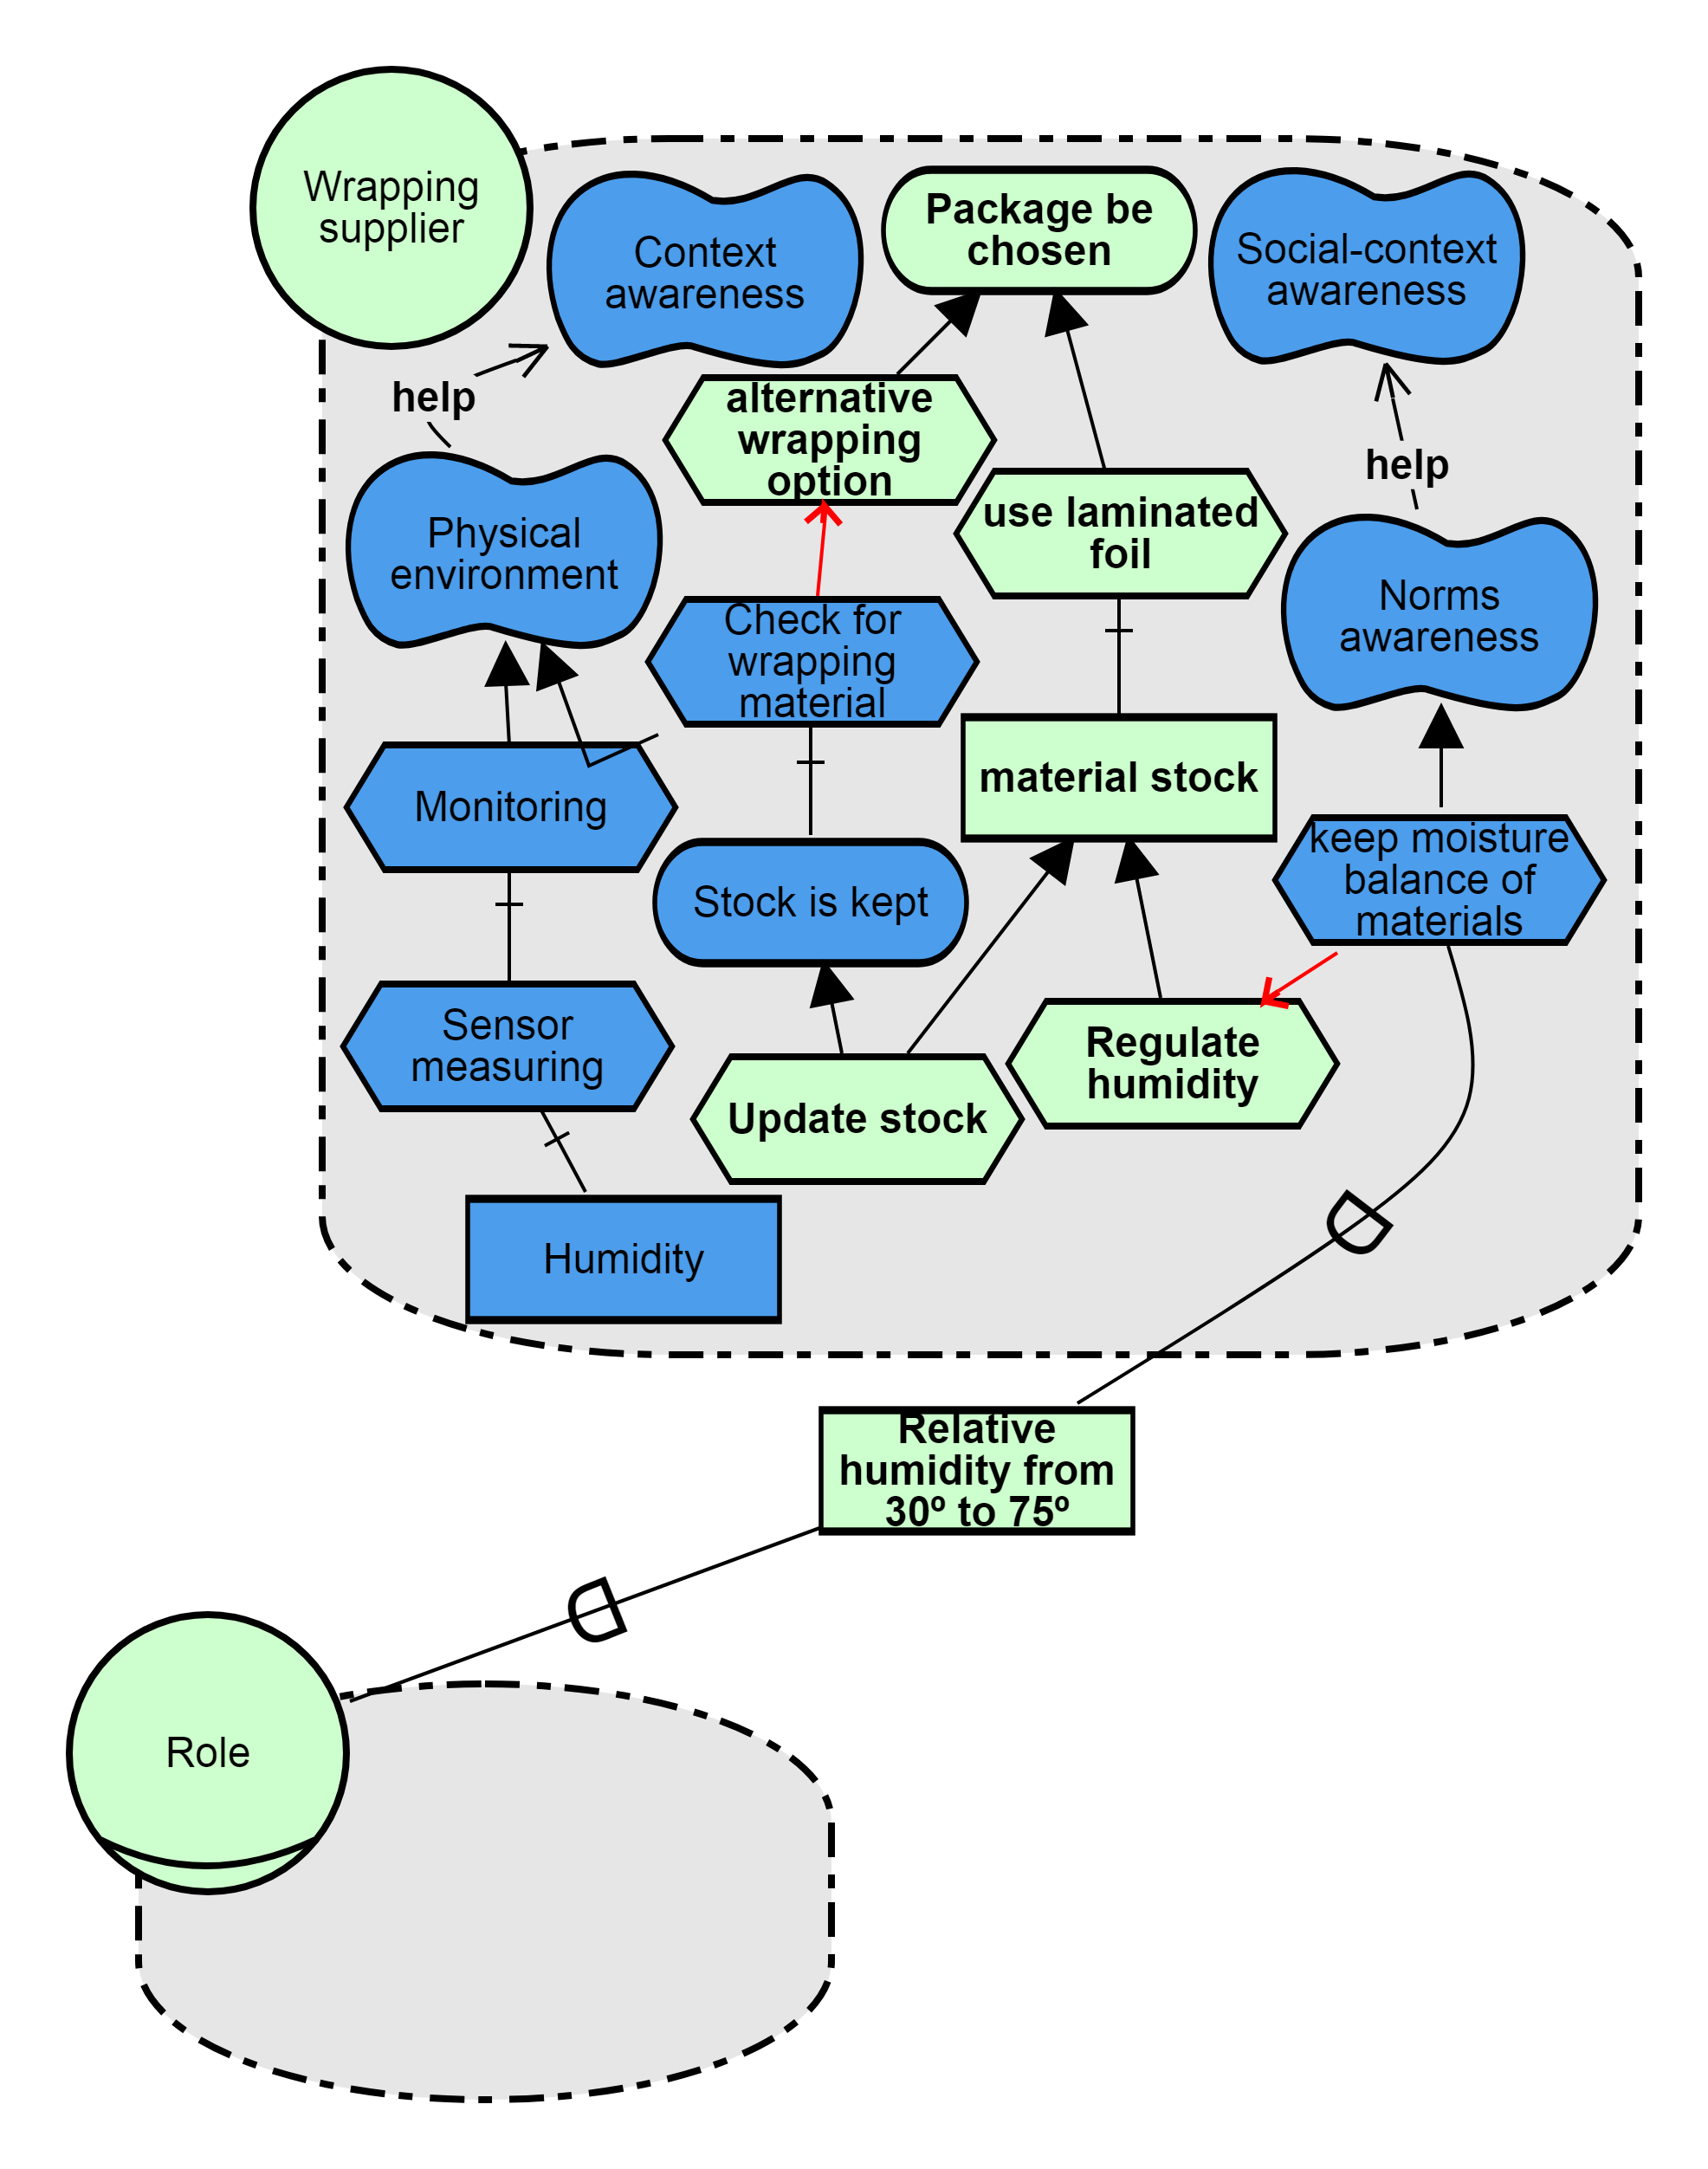 Wrapping
supplier
Context
awareness
Package be
chosen
Social-context
awareness
help
alternative
wrapping
option
help
use laminated
foil
Physical
environment
Check for
wrapping
material
Norms
awareness
Monitoring
material stock
keep moisture
balance of
materials
Stock is kept
Sensor
measuring
Regulate
humidity
Update stock
Humidity
Relative
humidity from
30º to 75º
Role